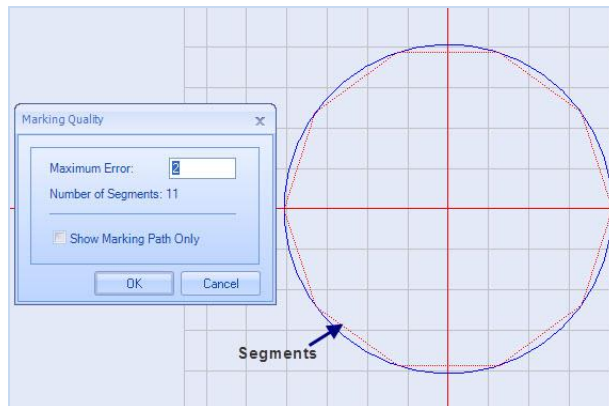 Marking Quality
x
Maximum Error: 2
Number of Segments: 11
Show Marking Path Only
OK Cancel
Segments